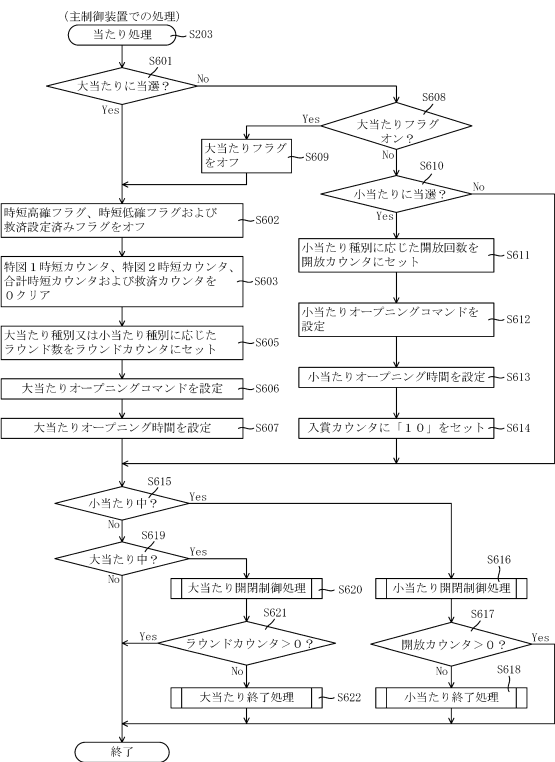 (主制御装置での処理)
当たり処理
S203
S601
大当たりに当選？
No
Yes
S608
大当たりフラグ
オン？
Yes
No
大当たりフラグ
をオフ
S609
S610
小当たりに当選？
No
Yes
時短高確フラグ、時短低確フラグおよび
救済設定済みフラグをオフ
S602
小当たり種別に応じた開放回数を
開放カウンタにセット
S611
特図１時短カウンタ、特図２時短カウンタ、
合計時短カウンタおよび救済カウンタを
０クリア
S603
小当たりオープニングコマンドを
設定
S612
大当たり種別又は小当たり種別に応じた
ラウンド数をラウンドカウンタにセット
S605
小当たりオープニング時間を設定
S613
大当たりオープニングコマンドを設定
S606
大当たりオープニング時間を設定
S607
入賞カウンタに「１０」をセット
S614
S615
小当たり中？
Yes
No
S619
大当たり中？
Yes
No
大当たり開閉制御処理
S620
S616
小当たり開閉制御処理
S621
ラウンドカウンタ＞０？
Yes
No
S617
開放カウンタ＞０？
Yes
No
大当たり終了処理
S622
S618
小当たり終了処理
終了